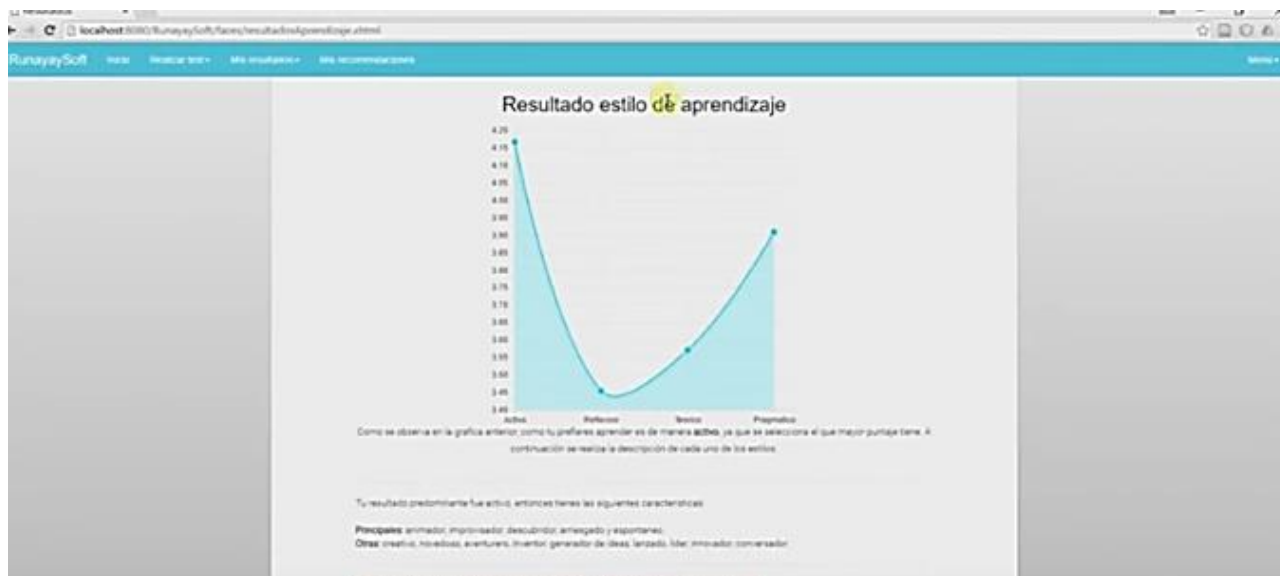 Resultados
localhost:8080/RunayaySoft/faces/resultadosAprendizaje.xhtml
RunayaySoft Inicio Realizar test Mis resultados Mis recomendaciones Menú
Resultado estilo de aprendizaje
4.20
4.15
4.10
4.05
4.00
3.95
3.90
3.85
3.80
3.75
3.70
3.65
3.60
3.55
3.50
3.45
3.40
Activo Reflexivo Teorico Pragmatico
Como se observa en la grafica anterior, como tu prefieres aprender es de manera activo, ya que se selecciona el que mayor puntaje tiene. A
continuación se realiza la descripción de cada uno de los estilos
Tu resultado predominante fue activo, entonces tienes las siguientes caracteristicas
Principales: animador, improvisador, descubridor, arriesgado y espontaneo.
Otras: creativo, novedoso, aventurero, inventor, generador de ideas, lanzado, lider, innovador, conversador